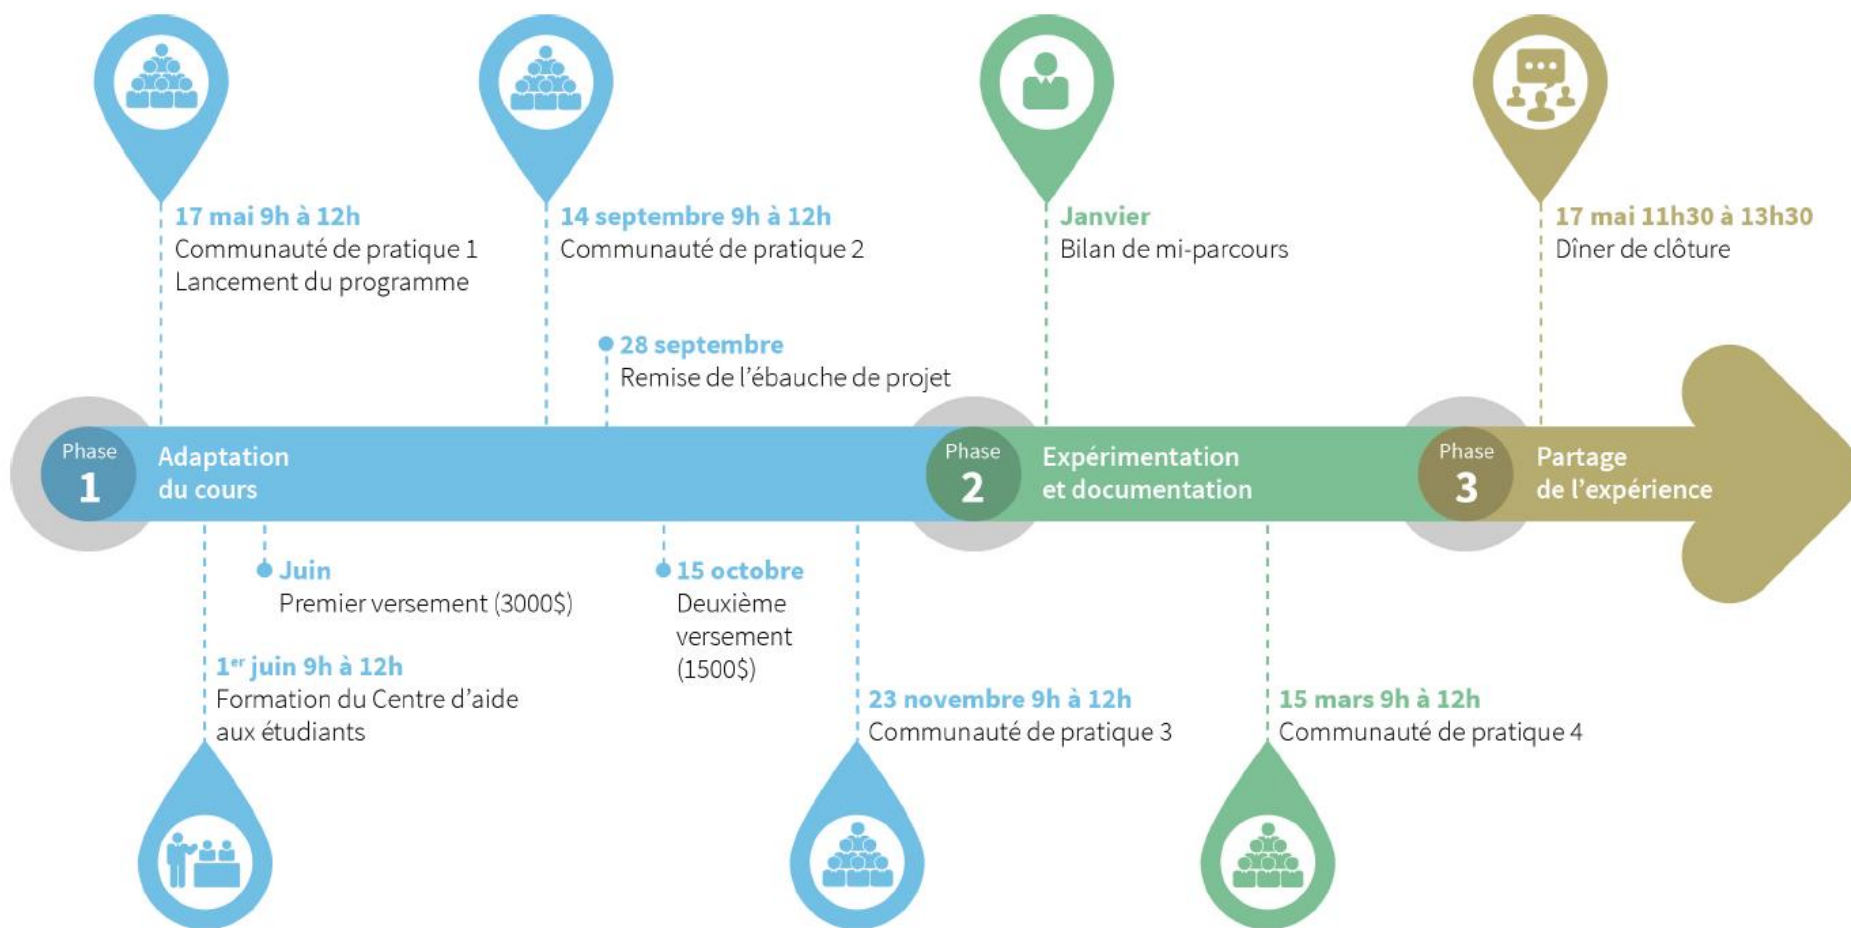 17 mai 9h à 12h
Communauté de pratique 1
Lancement du programme
14 septembre 9h à 12h
Communauté de pratique 2
Janvier
Bilan de mi-parcours
17 mai 11h30 à 13h30
Dîner de clôture
28 septembre
Remise de l’ébauche de projet
Phase
1
Adaptation
du cours
Phase
2
Expérimentation
et documentation
Phase
3
Partage
de l’expérience
Juin
Premier versement (3000$)
15 octobre
Deuxième
versement
(1500$)
1er juin 9h à 12h
Formation du Centre d’aide
aux étudiants
23 novembre 9h à 12h
Communauté de pratique 3
15 mars 9h à 12h
Communauté de pratique 4